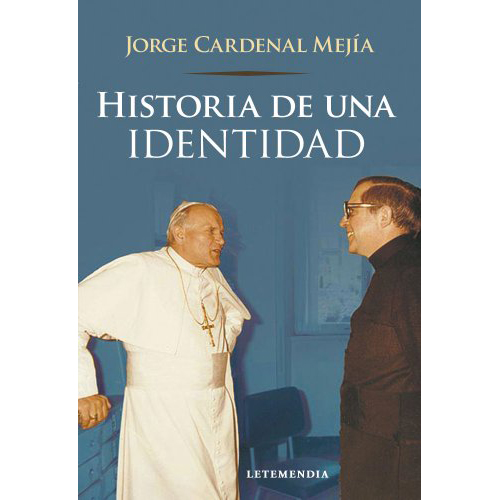 JORGE CARDENAL MEJÍA
HISTORIA DE UNA
IDENTIDAD
LETEMENDIA